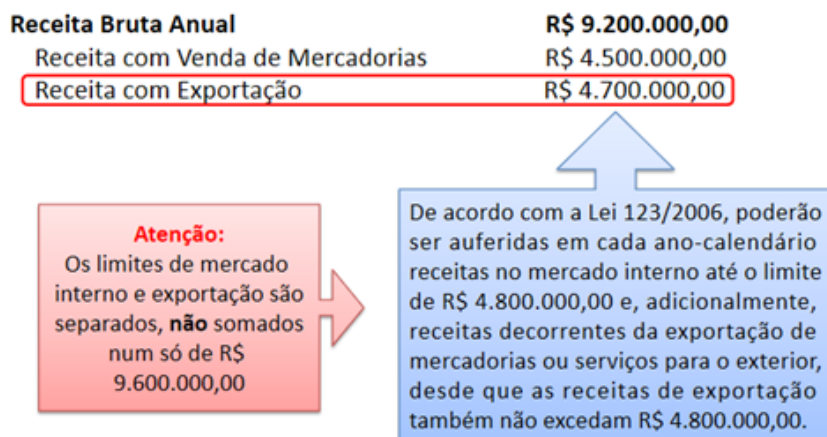 Receita Bruta Anual R$ 9.200.000,00
Receita com Venda de Mercadorias R$ 4.500.000,00
Receita com Exportação R$ 4.700.000,00
Atenção:
Os limites de mercado
interno e exportação são
separados, não somados
num só de R$
9.600.000,00
De acordo com a Lei 123/2006, poderão
ser auferidas em cada ano-calendário
receitas no mercado interno até o limite
de R$ 4.800.000,00 e, adicionalmente,
receitas decorrentes da exportação de
mercadorias ou serviços para o exterior,
desde que as receitas de exportação
também não excedam R$ 4.800.000,00.